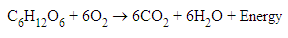 C₆H₁₂O₆ + 6O₂ → 6CO₂ + 6H₂O + Energy